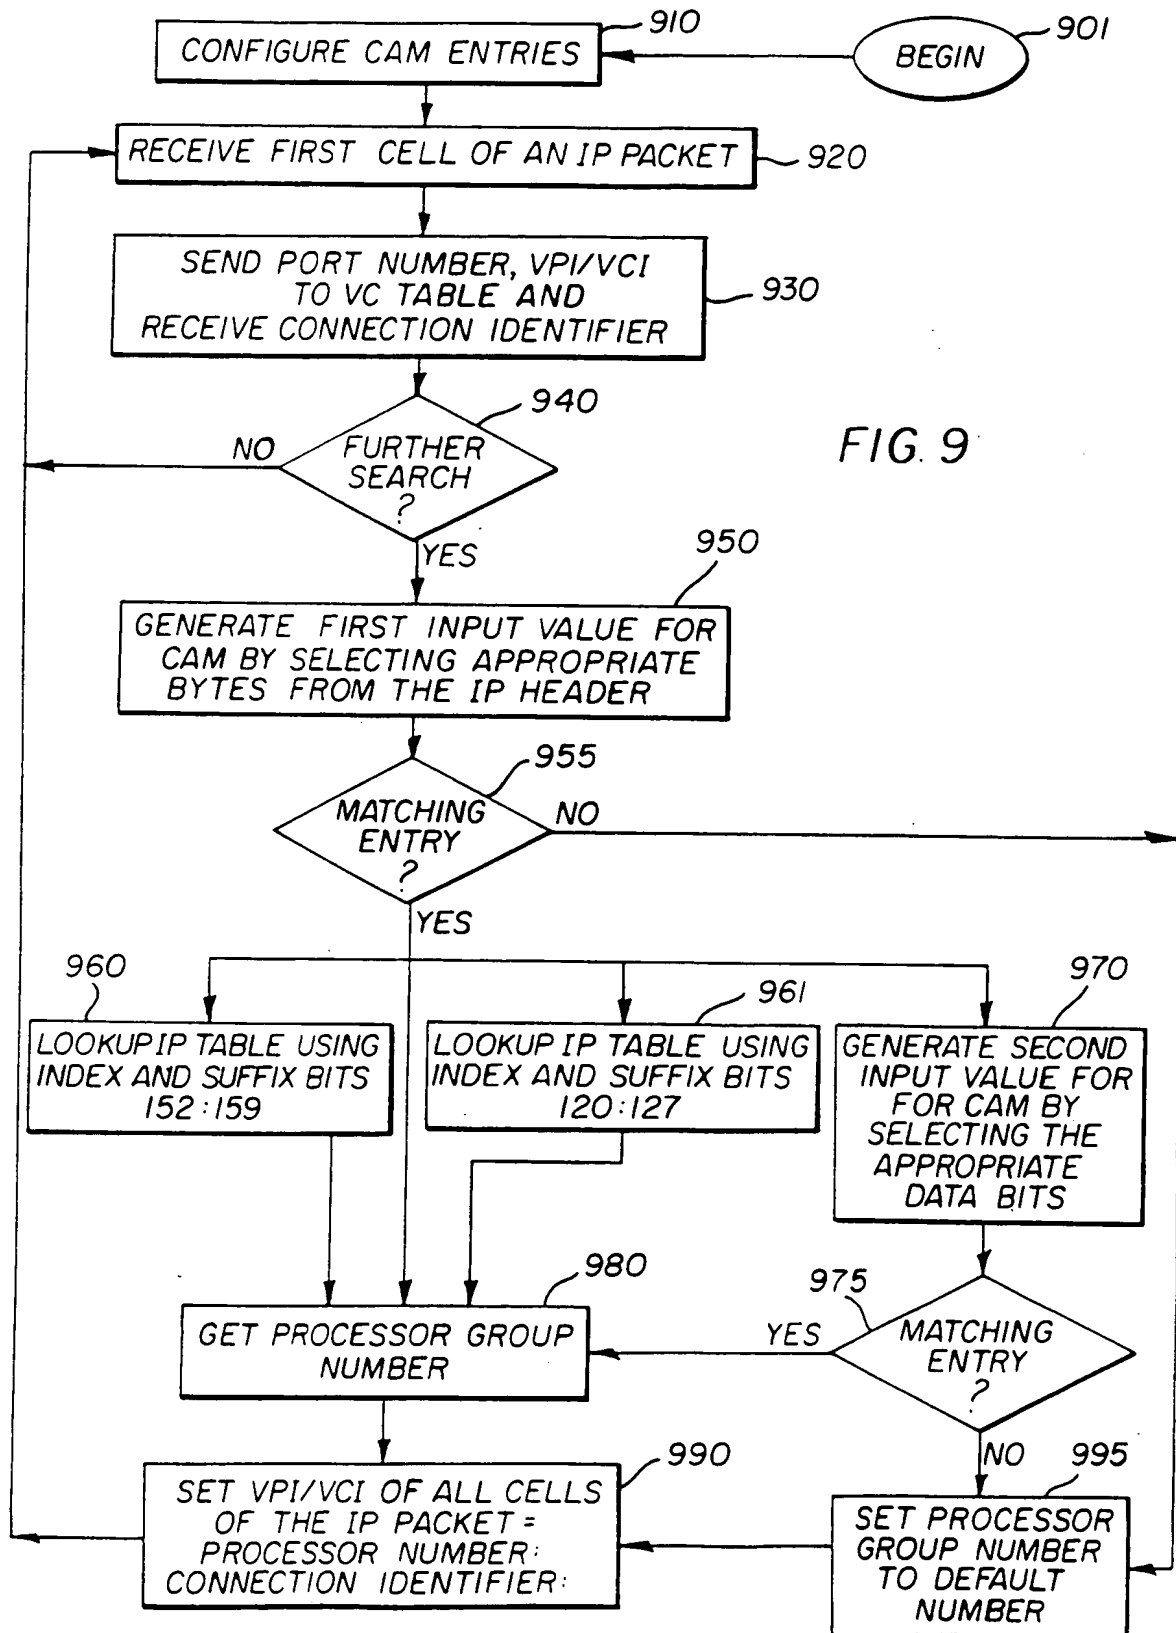 910
901
CONFIGURE CAM ENTRIES
BEGIN
RECEIVE FIRST CELL OF AN IP PACKET
920
SEND PORT NUMBER, VPI/VCI
TO VC TABLE AND
RECEIVE CONNECTION IDENTIFIER
930
940
NO
FURTHER
SEARCH
?
FIG. 9
YES
950
GENERATE FIRST INPUT VALUE FOR
CAM BY SELECTING APPROPRIATE
BYTES FROM THE IP HEADER
955
MATCHING
ENTRY
?
NO
YES
960
LOOKUP IP TABLE USING
INDEX AND SUFFIX BITS
152:159
961
LOOKUP IP TABLE USING
INDEX AND SUFFIX BITS
120:127
970
GENERATE SECOND
INPUT VALUE FOR
FOR CAM BY
SELECTING THE
APPROPRIATE
DATA BITS
980
GET PROCESSOR GROUP
NUMBER
975
YES
MATCHING
ENTRY
?
NO
990
SET VPI/VCI OF ALL CELLS
OF THE IP PACKET =
PROCESSOR NUMBER:
CONNECTION IDENTIFIER:
995
SET PROCESSOR
GROUP NUMBER
TO DEFAULT
NUMBER